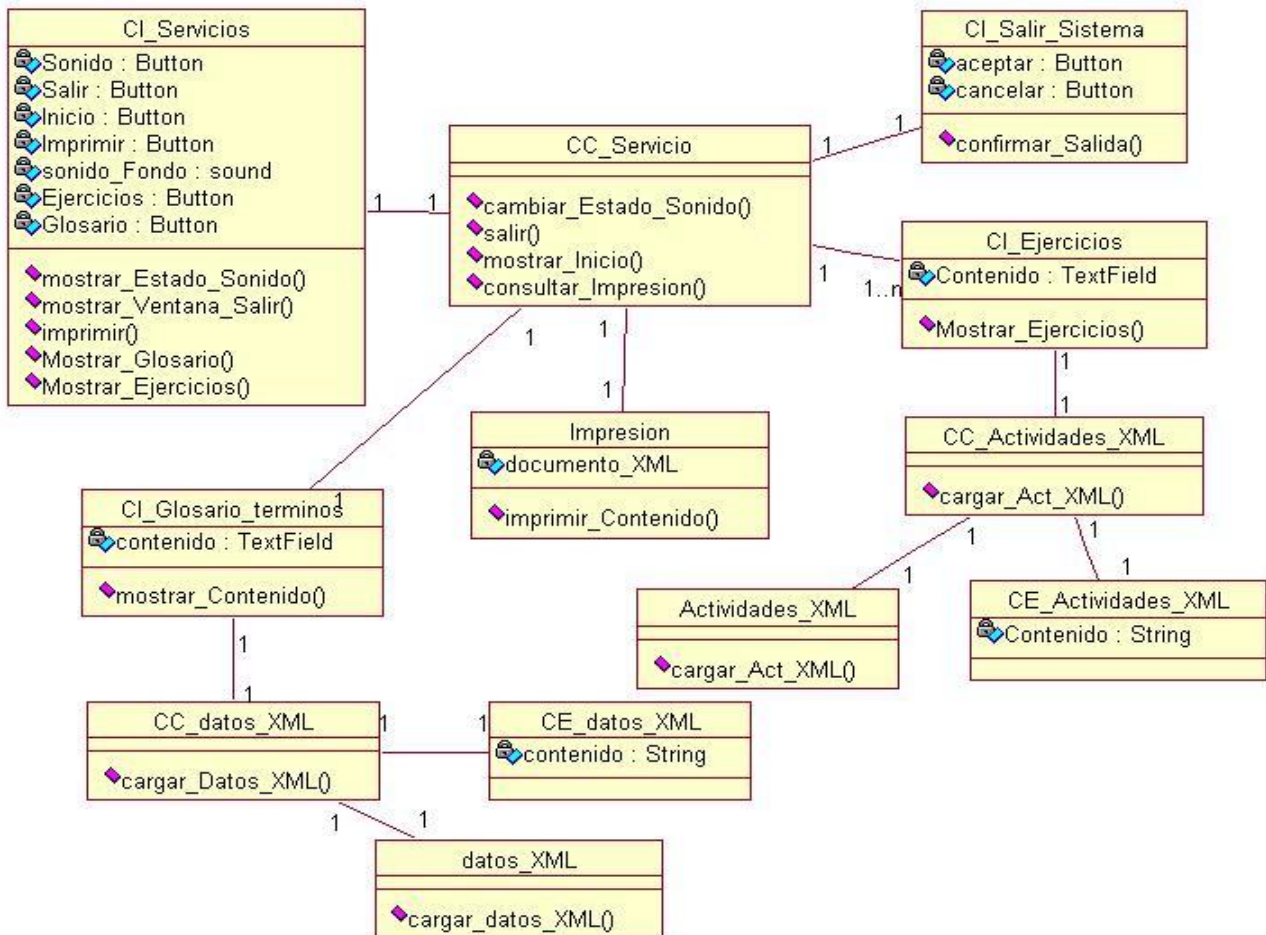 CI_Servicios
Sonido : Button
Salir : Button
Inicio : Button
Imprimir : Button
sonido_Fondo : sound
Ejercicios : Button
Glosario : Button
mostrar_Estado_Sonido()
mostrar_Ventana_Salir()
imprimir()
Mostrar_Glosario()
Mostrar_Ejercicios()
1
1
CC_Servicio
cambiar_Estado_Sonido()
salir()
mostrar_Inicio()
consultar_Impresion()
1
1
CI_Salir_Sistema
aceptar : Button
cancelar : Button
confirmar_Salida()
1
1..n
CI_Ejercicios
Contenido : TextField
Mostrar_Ejercicios()
1
1
CC_Actividades_XML
cargar_Act_XML()
1
1
1
1
Actividades_XML
cargar_Act_XML()
CE_Actividades_XML
Contenido : String
1
1
Impresion
documento_XML
imprimir_Contenido()
1
1
CI_Glosario_terminos
contenido : TextField
mostrar_Contenido()
1
1
CC_datos_XML
cargar_Datos_XML()
1
1
CE_datos_XML
contenido : String
1
1
datos_XML
cargar_datos_XML()